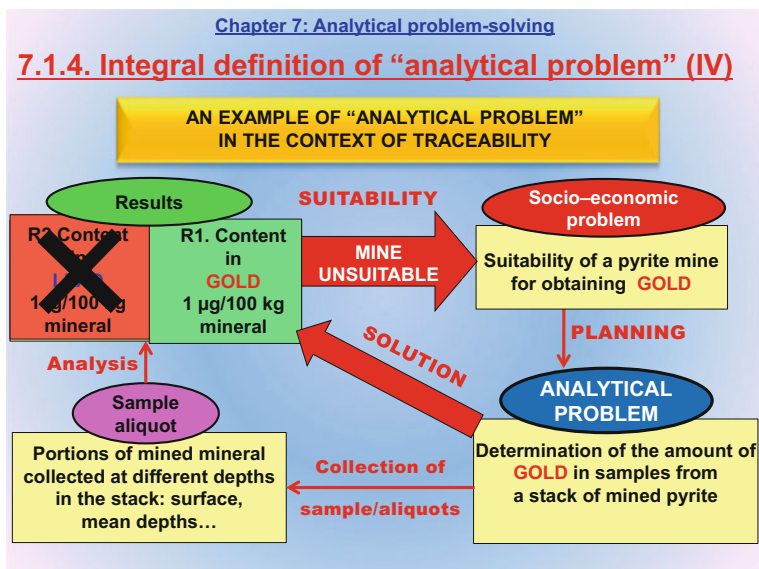 Chapter 7: Analytical problem-solving
7.1.4. Integral definition of “analytical problem” (IV)
AN EXAMPLE OF “ANALYTICAL PROBLEM”
IN THE CONTEXT OF TRACEABILITY
Results
R2 Content
mineral
R1. Content
in
GOLD
1 µg/100 kg
mineral
SUITABILITY
MINE
UNSUITABLE
Socio–economic
problem
Suitability of a pyrite mine
for obtaining GOLD
PLANNING
SOLUTION
ANALYTICAL
PROBLEM
Determination of the amount of
GOLD in samples from
a stack of mined pyrite
Collection of
sample/aliquots
Analysis
Sample
aliquot
Portions of mined mineral
collected at different depths
in the stack: surface,
mean depths…